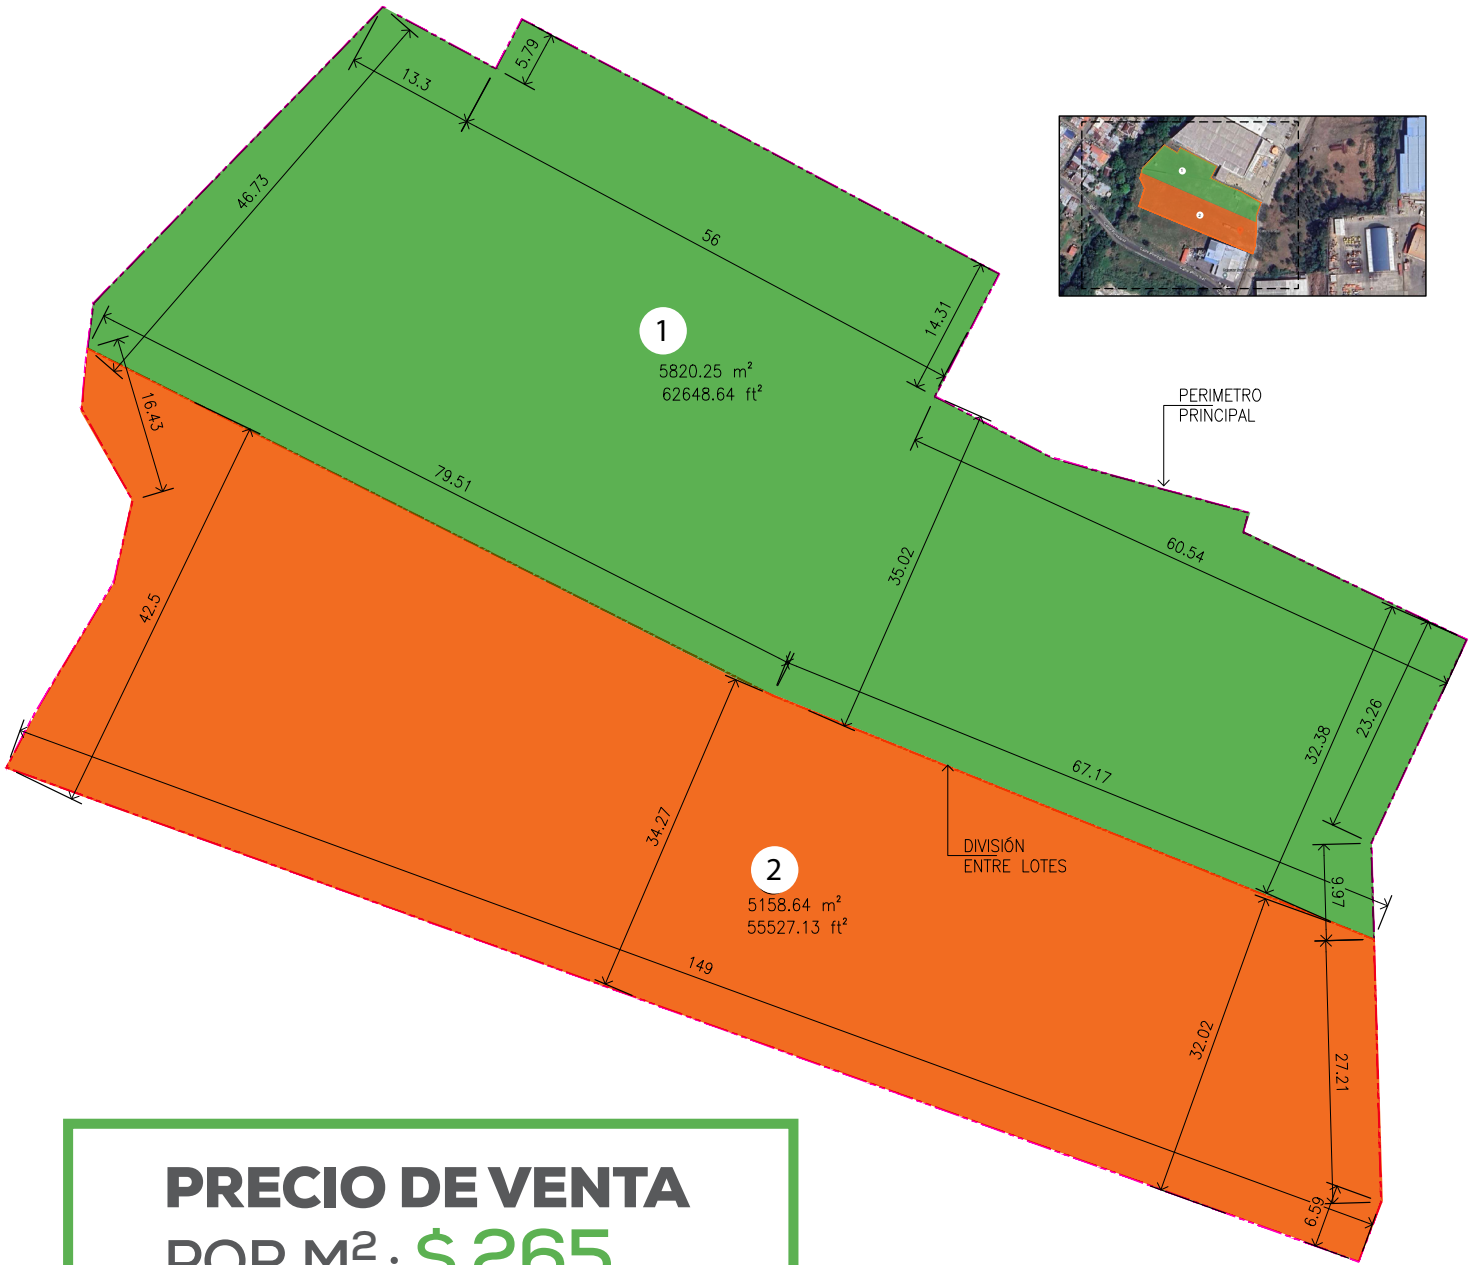 5.79
13.3
46.73
56
14.31
1
5820.25 m²
62648.64 ft²
PERIMETRO
PRINCIPAL
16.43
79.51
60.54
35.02
42.5
23.26
32.38
67.17
34.27
DIVISIÓN
ENTRE LOTES
2
5158.64 m²
55527.13 ft²
9.97
149
32.02
27.21
6.59
PRECIO DE VENTA
POR M²: $ 265